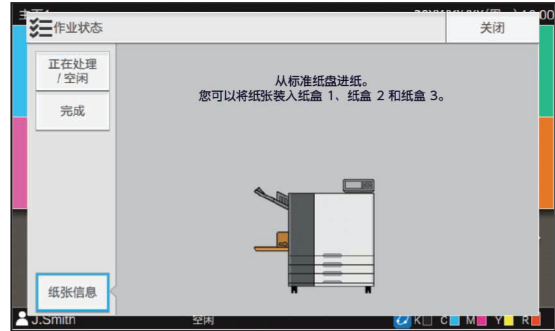 作业状态
关闭
正在处理
/ 空闲
完成
从标准纸盘进纸。
您可以将纸张装入纸盒 1、纸盒 2 和纸盒 3。
纸张信息
J.Smith
空闲
K C M Y R